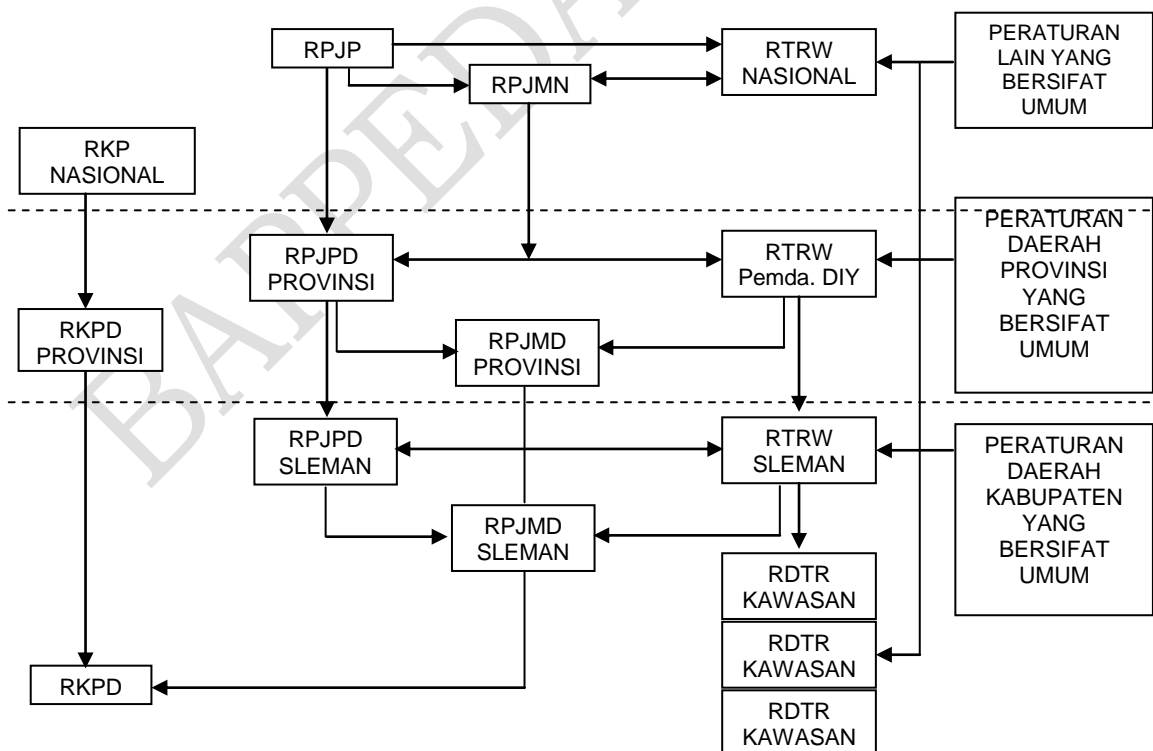 RPJP
RTRW
NASIONAL
PERATURAN
LAIN YANG
BERSIFAT
UMUM
RPJMN
RKP
NASIONAL
RPJPD
PROVINSI
RTRW
Pemda. DIY
PERATURAN
DAERAH
PROVINSI
YANG
BERSIFAT
UMUM
RKPD
PROVINSI
RPJMD
PROVINSI
RPJPD
SLEMAN
RTRW
SLEMAN
PERATURAN
DAERAH
KABUPATEN
YANG
BERSIFAT
UMUM
RPJMD
SLEMAN
RDTR
KAWASAN
RDTR
KAWASAN
RKPD
RDTR
KAWASAN
BAPPEDA